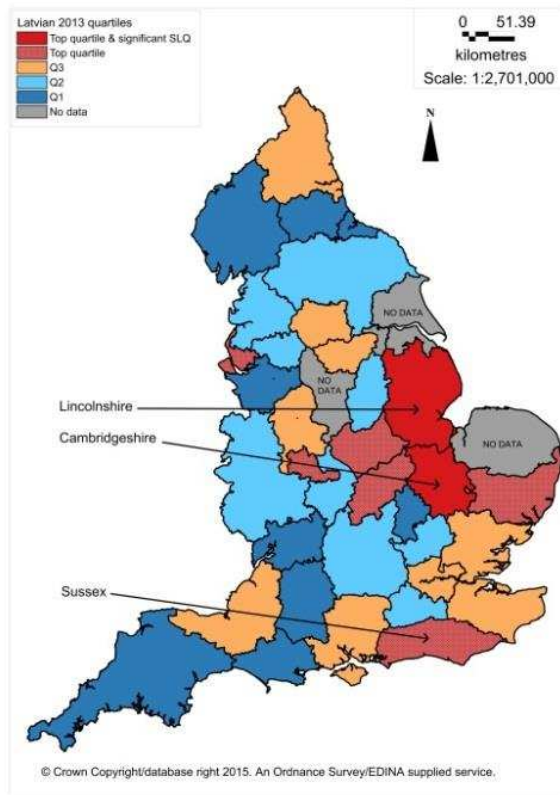 Latvian 2013 quartiles
Top quartile & significant SLQ
Top quartile
Q3
Q2
Q1
No data
0 51.39
kilometres
Scale: 1:2,701,000
N
NO DATA
NO
DATA
Lincolnshire
Cambridgeshire
NO DATA
Sussex
© Crown Copyright/database right 2015. An Ordnance Survey/EDINA supplied service.